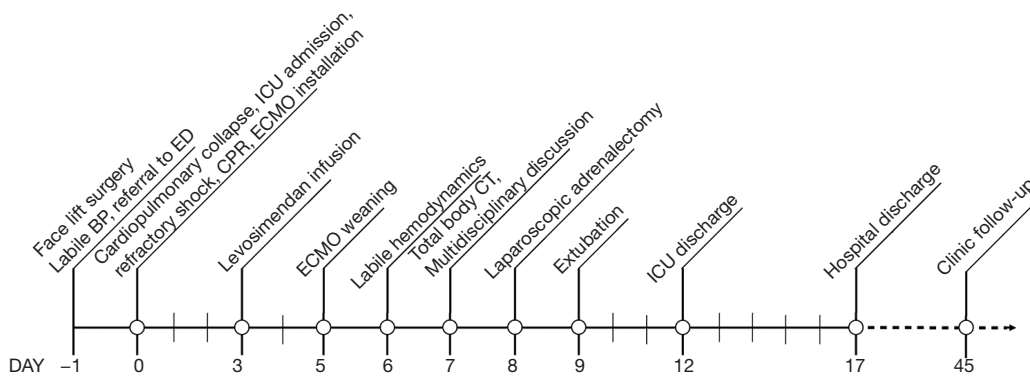 Face lift surgery
Labile BP, referral to ED
Cardiopulmonary collapse, ICU admission,
refractory shock, CPR, ECMO installation
Levosimendan infusion
ECMO weaning
Labile hemodynamics
Total body CT,
Multidisciplinary discussion
Laparoscopic adrenalectomy
Extubation
ICU discharge
Hospital discharge
Clinic follow-up
DAY −1 0 3 5 6 7 8 9 12 17 45